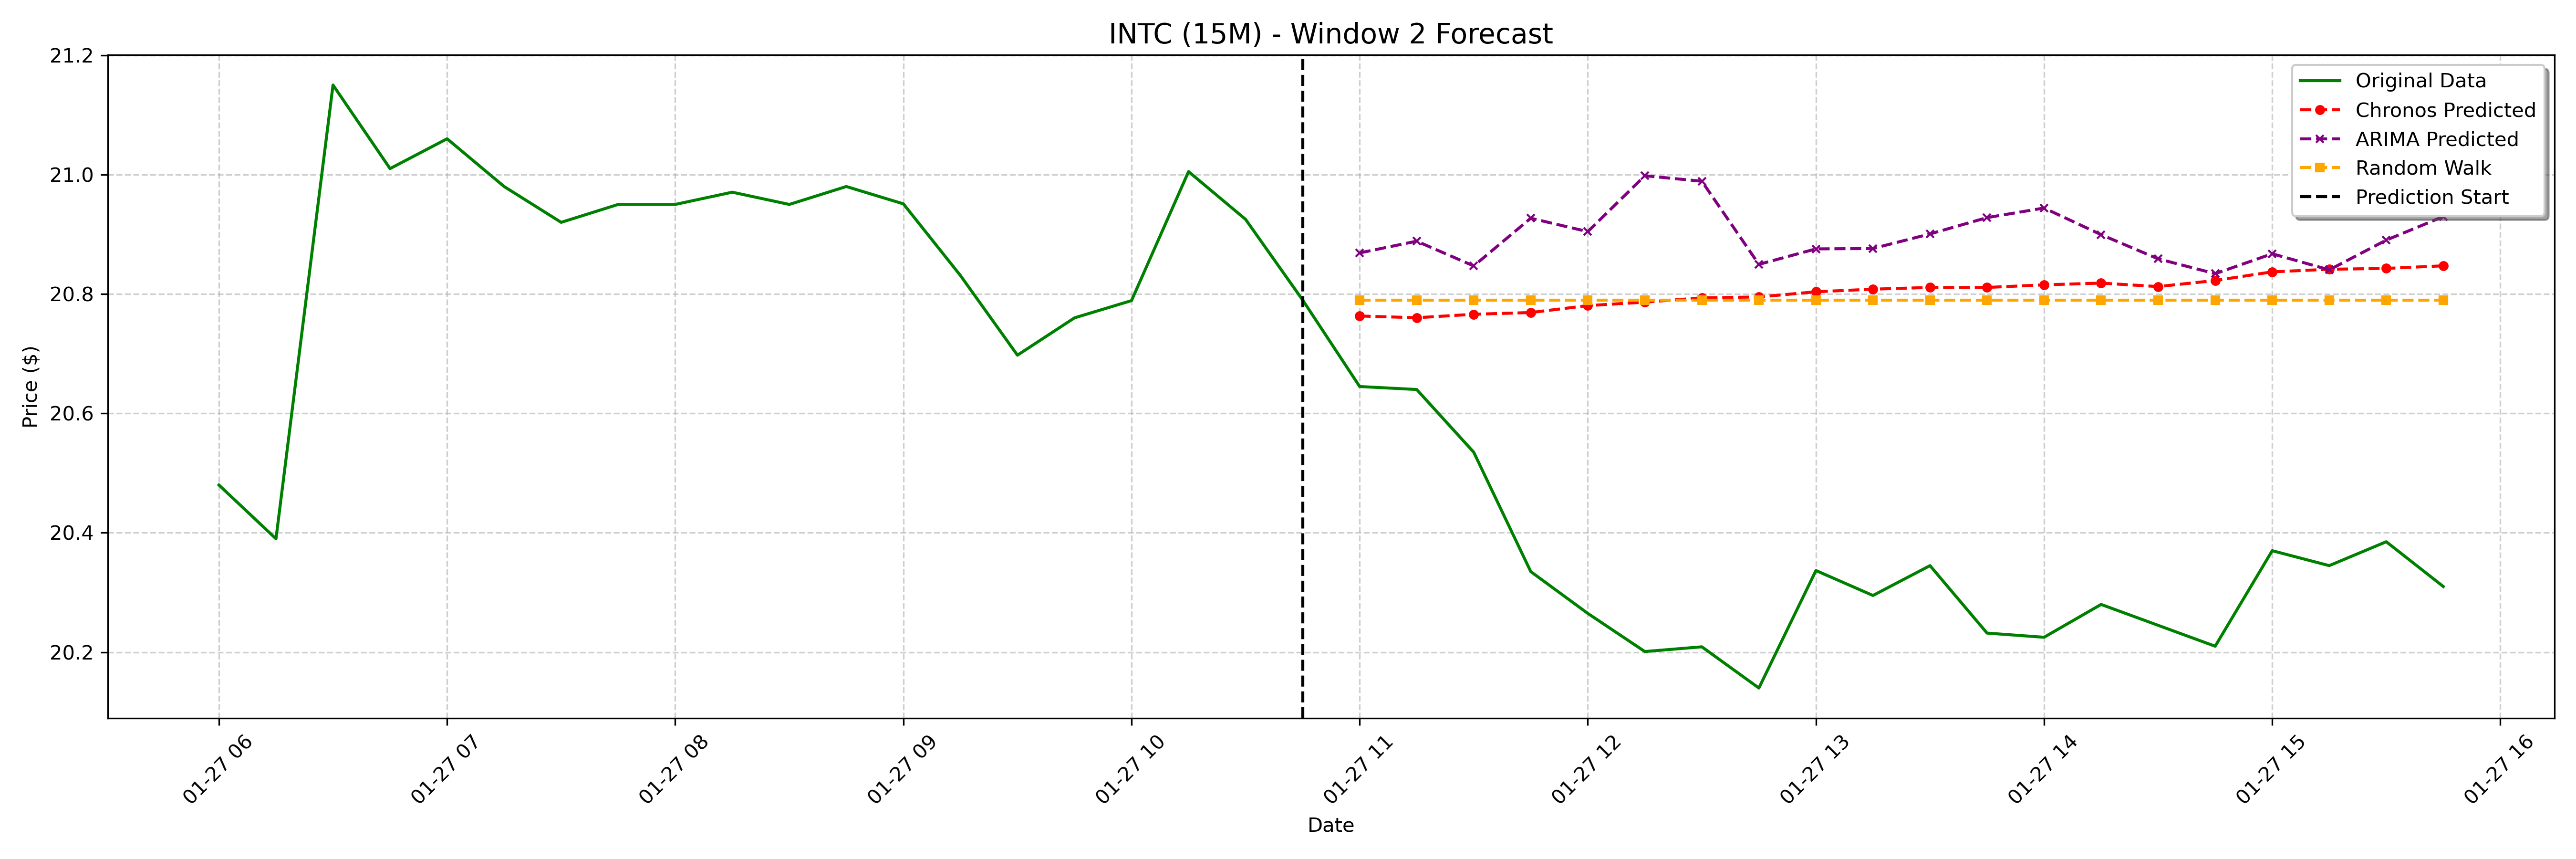 INTC (15M) - Window 2 Forecast
Price ($)
21.2
21.0
20.8
20.6
20.4
20.2
Original Data
Chronos Predicted
ARIMA Predicted
Random Walk
Prediction Start
01-27 06
01-27 07
01-27 08
01-27 09
01-27 10
01-27 11
01-27 12
01-27 13
01-27 14
01-27 15
01-27 16
Date